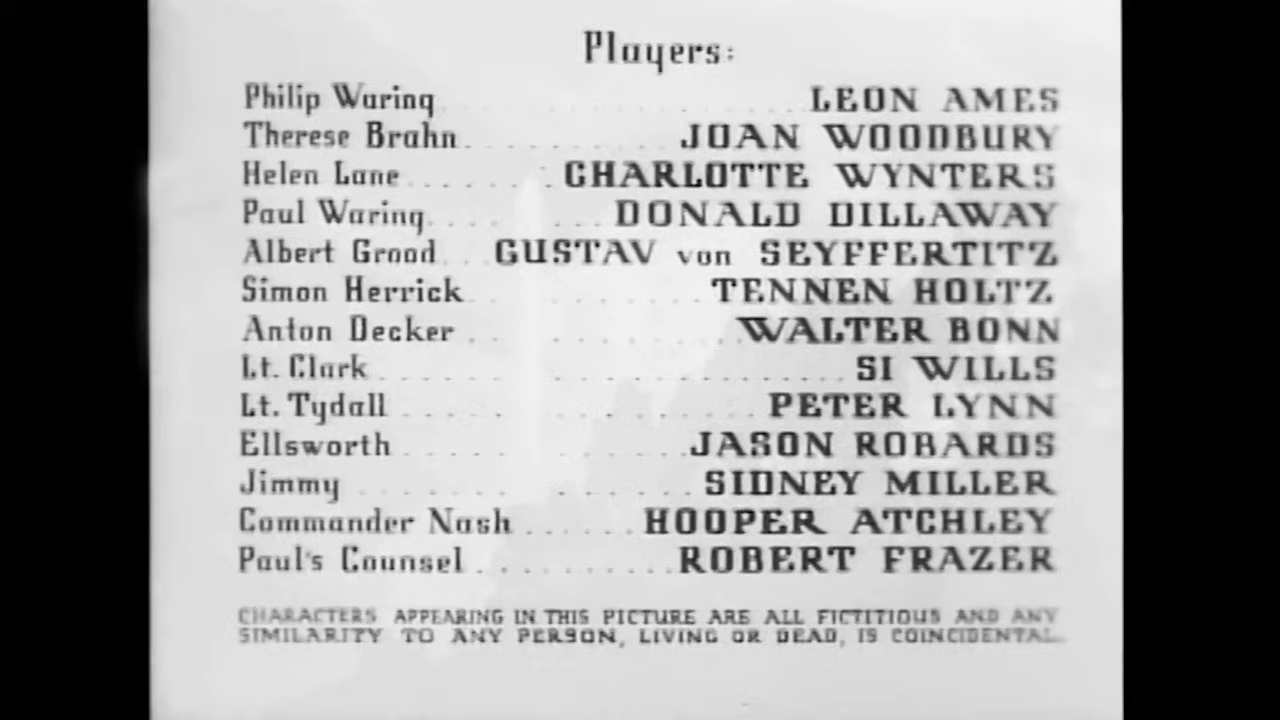 Players:
Philip Waring . . . . . . . . . . . . . . . LEON AMES
Therese Brahn . . . . . . . . . . JOAN WOODBURY
Helen Lane . . . . . . . CHARLOTTE WYNTERS
Paul Waring . . . . . . . . DONALD DILLAWAY
Albert Grood . . . GUSTAV von SEYFFERTITZ
Simon Herrick . . . . . . . . . . TENNEN HOLTZ
Anton Decker . . . . . . . . . . WALTER BONN
Lt. Clark . . . . . . . . . . . . . . . . . . . . SI WILLS
Lt. Tydall . . . . . . . . . . . . . . PETER LYNN
Ellsworth . . . . . . . . . . . . JASON ROBARDS
Jimmy . . . . . . . . . . . . . SIDNEY MILLER
Commander Nash . . . . . . HOOPER ATCHLEY
Paul's Counsel . . . . . . . . . . ROBERT FRAZER
CHARACTERS APPEARING IN THIS PICTURE ARE ALL FICTITIOUS AND ANY
SIMILARITY TO ANY PERSON, LIVING OR DEAD, IS COINCIDENTAL.